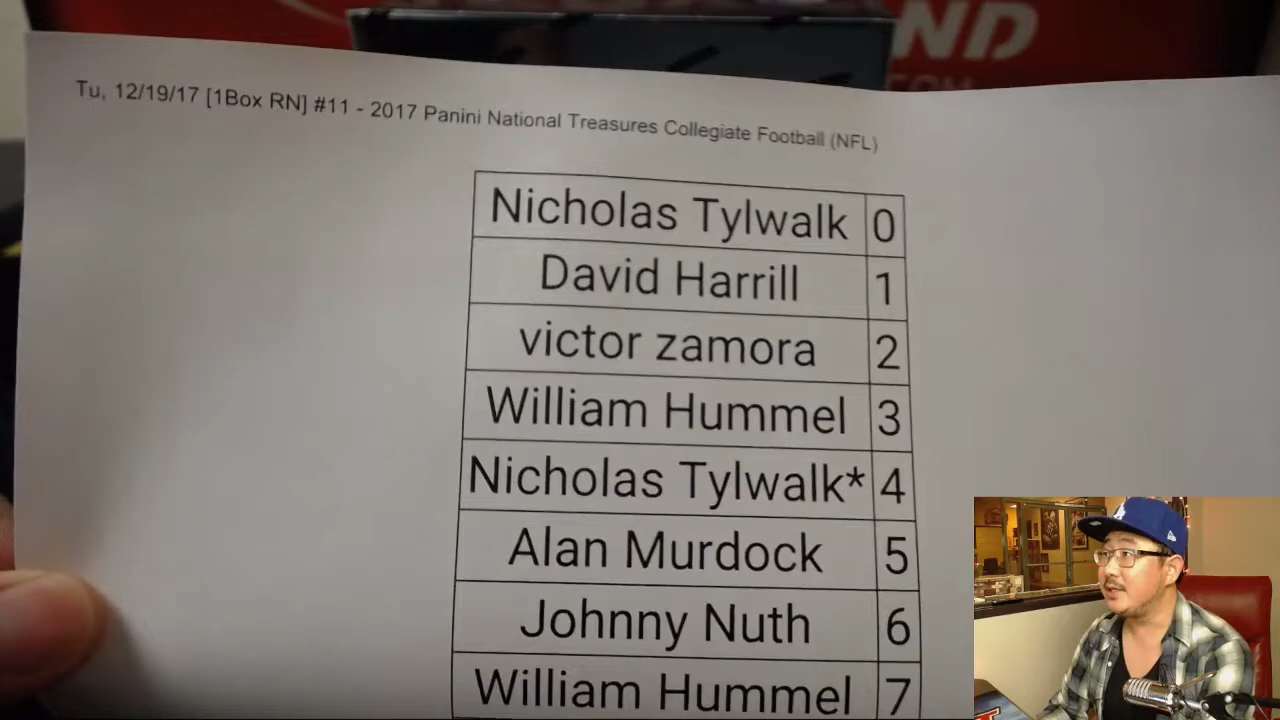 ND
Tu, 12/19/17 [1Box RN] #11 - 2017 Panini National Treasures Collegiate Football (NFL)
Nicholas Tylwalk 0
David Harrill 1
victor zamora 2
William Hummel 3
Nicholas Tylwalk* 4
Alan Murdock 5
Johnny Nuth 6
William Hummel 7
LA